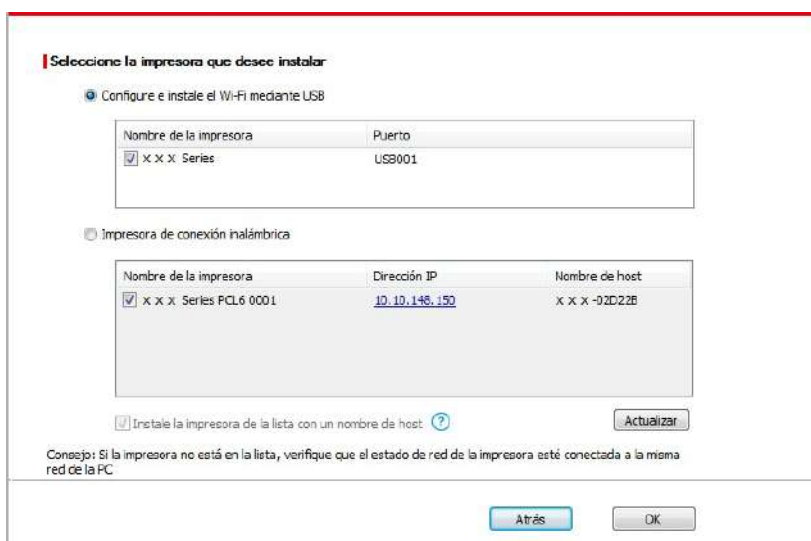 Seleccione la impresora que desee instalar
Configure e instale el Wi-Fi mediante USB
Nombre de la impresora Puerto
X X X Series USB001
Impresora de conexión inalámbrica
Nombre de la impresora Dirección IP Nombre de host
X X X Series PCL6 0001 10.10.148.150 X X X -02D22B
Instale la impresora de la lista con un nombre de host ? Actualizar
Consejo: Si la impresora no está en la lista, verifique que el estado de red de la impresora esté conectada a la misma
red de la PC
Atrás OK